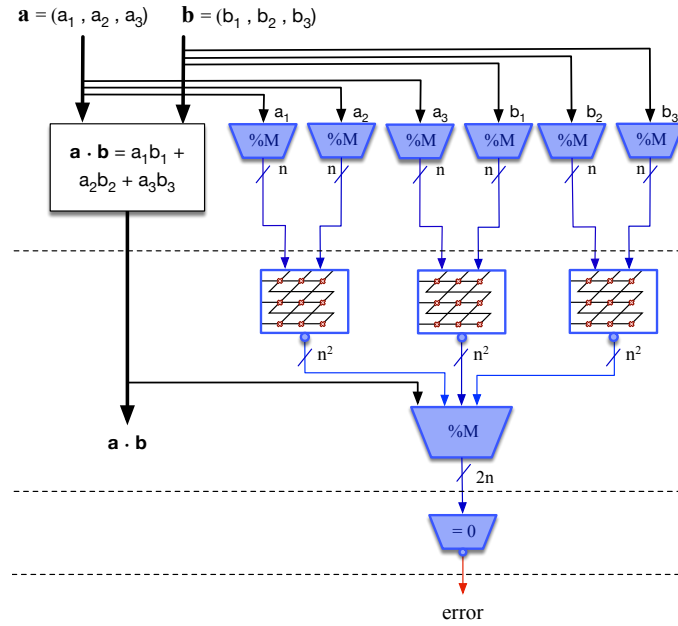 a = (a₁ , a₂ , a₃) b = (b₁ , b₂ , b₃)
a₁ a₂ a₃ b₁ b₂ b₃
%M %M %M %M %M %M
a · b = a₁b₁ +
a₂b₂ + a₃b₃
n n n n n n
n² n² n²
%M
a · b
2n
= 0
error